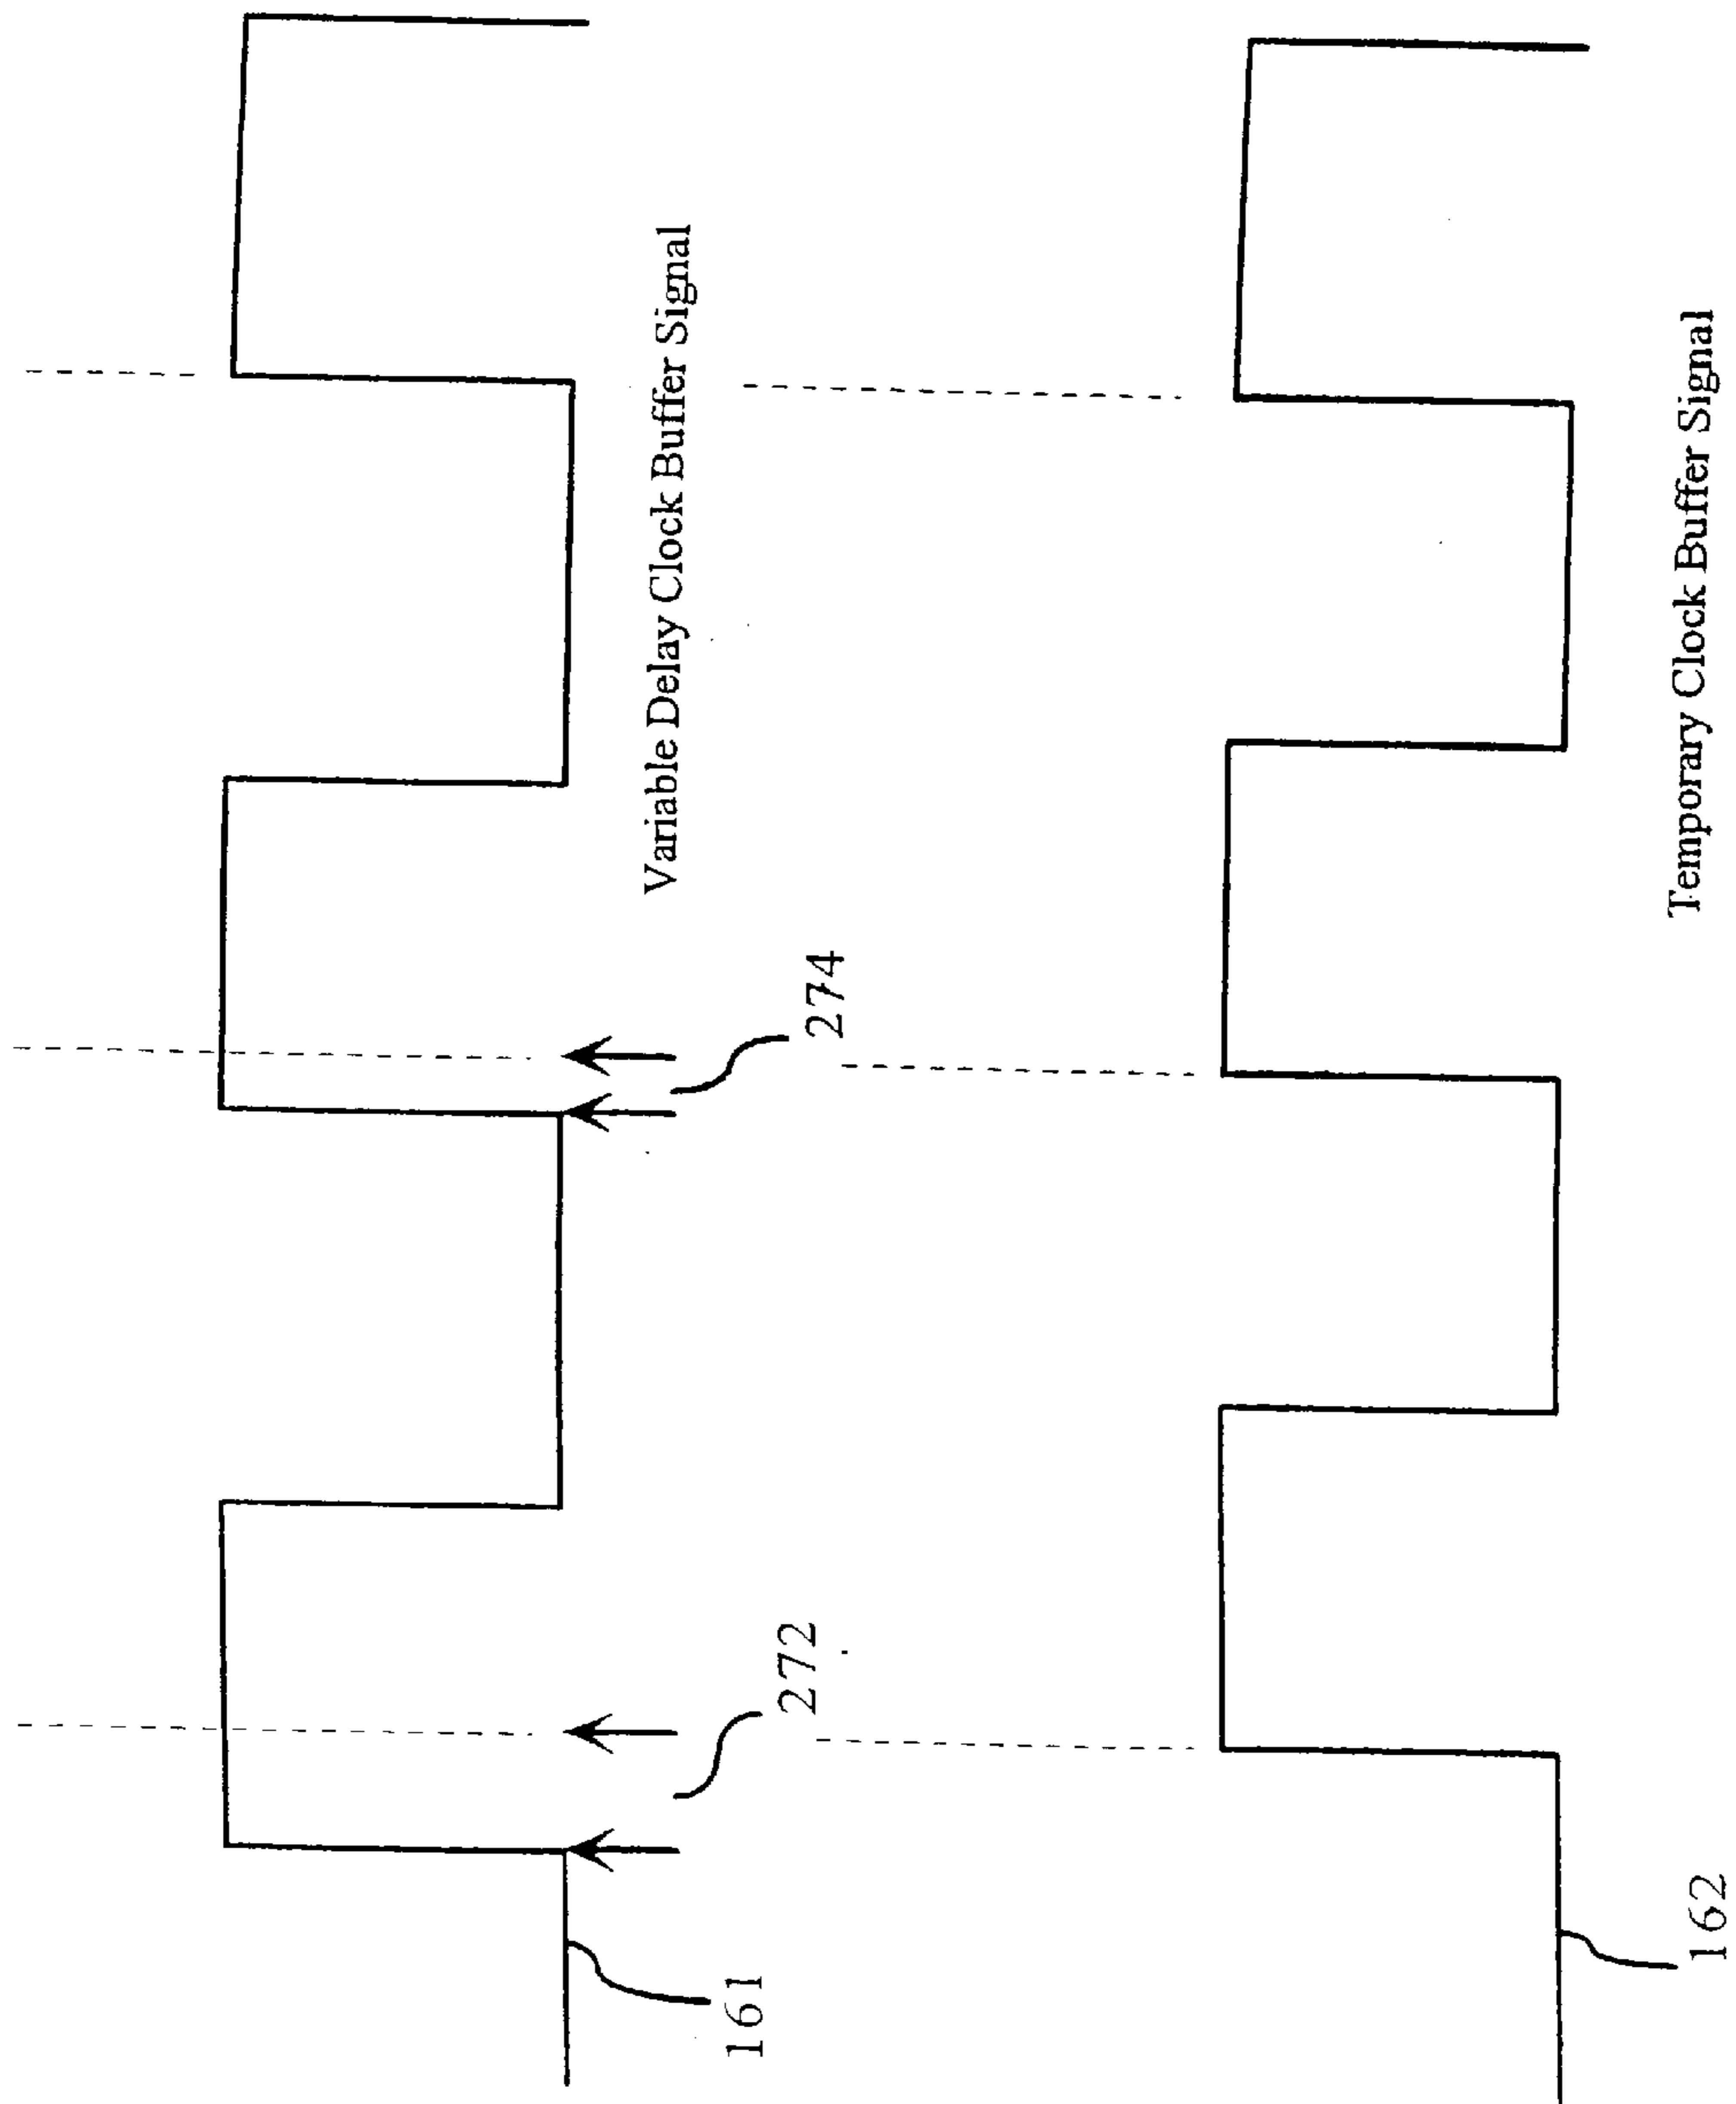 161
272
274
Variable Delay Clock Buffer Signal
162
Temporary Clock Buffer Signal